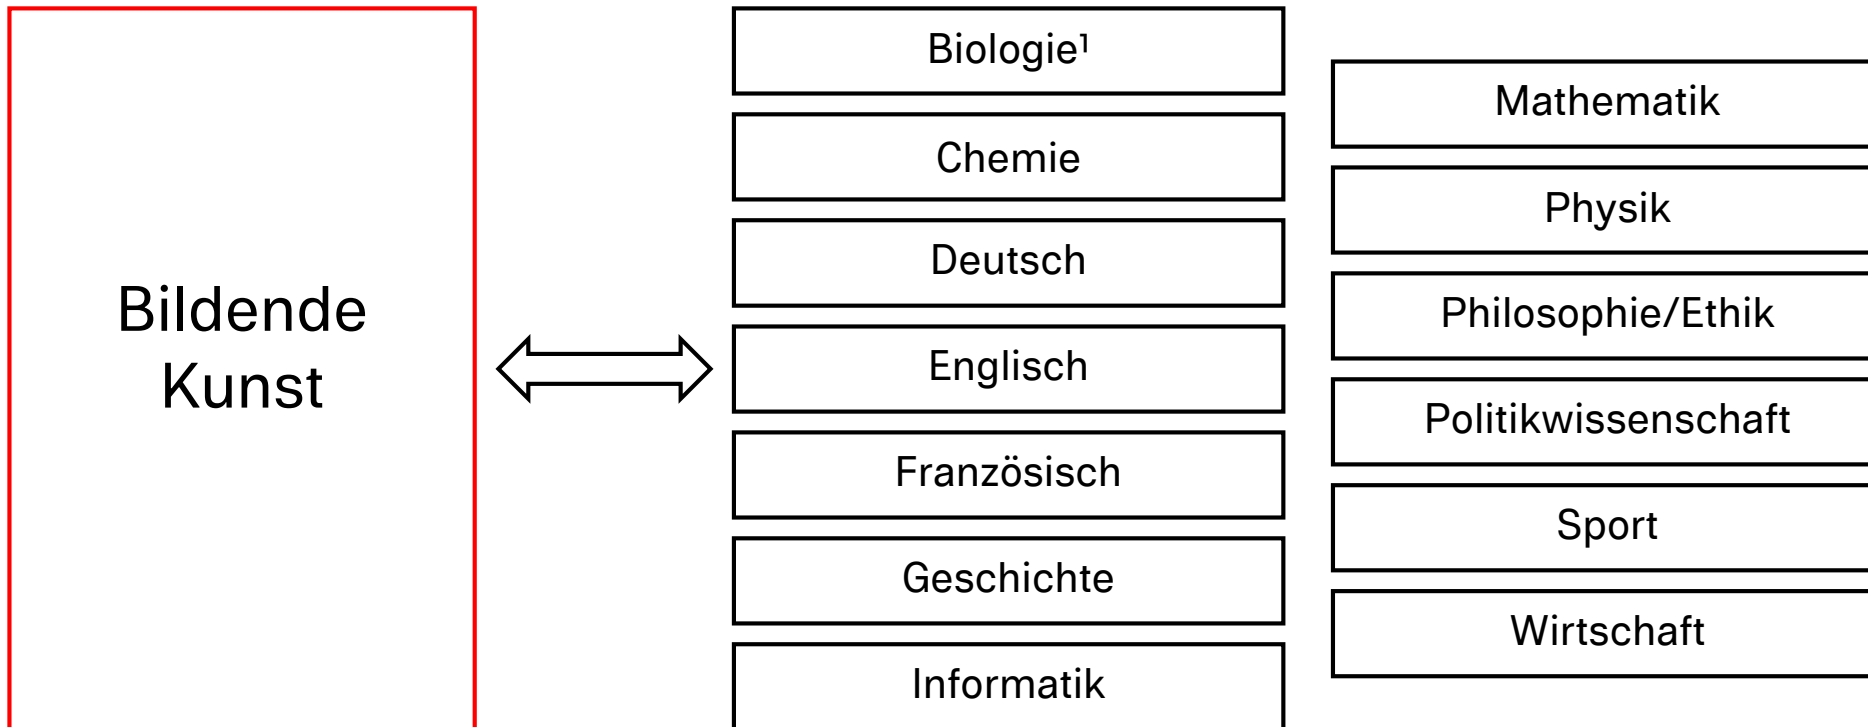 Bildende
Kunst
Biologie¹
Chemie
Deutsch
Englisch
Französisch
Geschichte
Informatik
Mathematik
Physik
Philosophie/Ethik
Politikwissenschaft
Sport
Wirtschaft